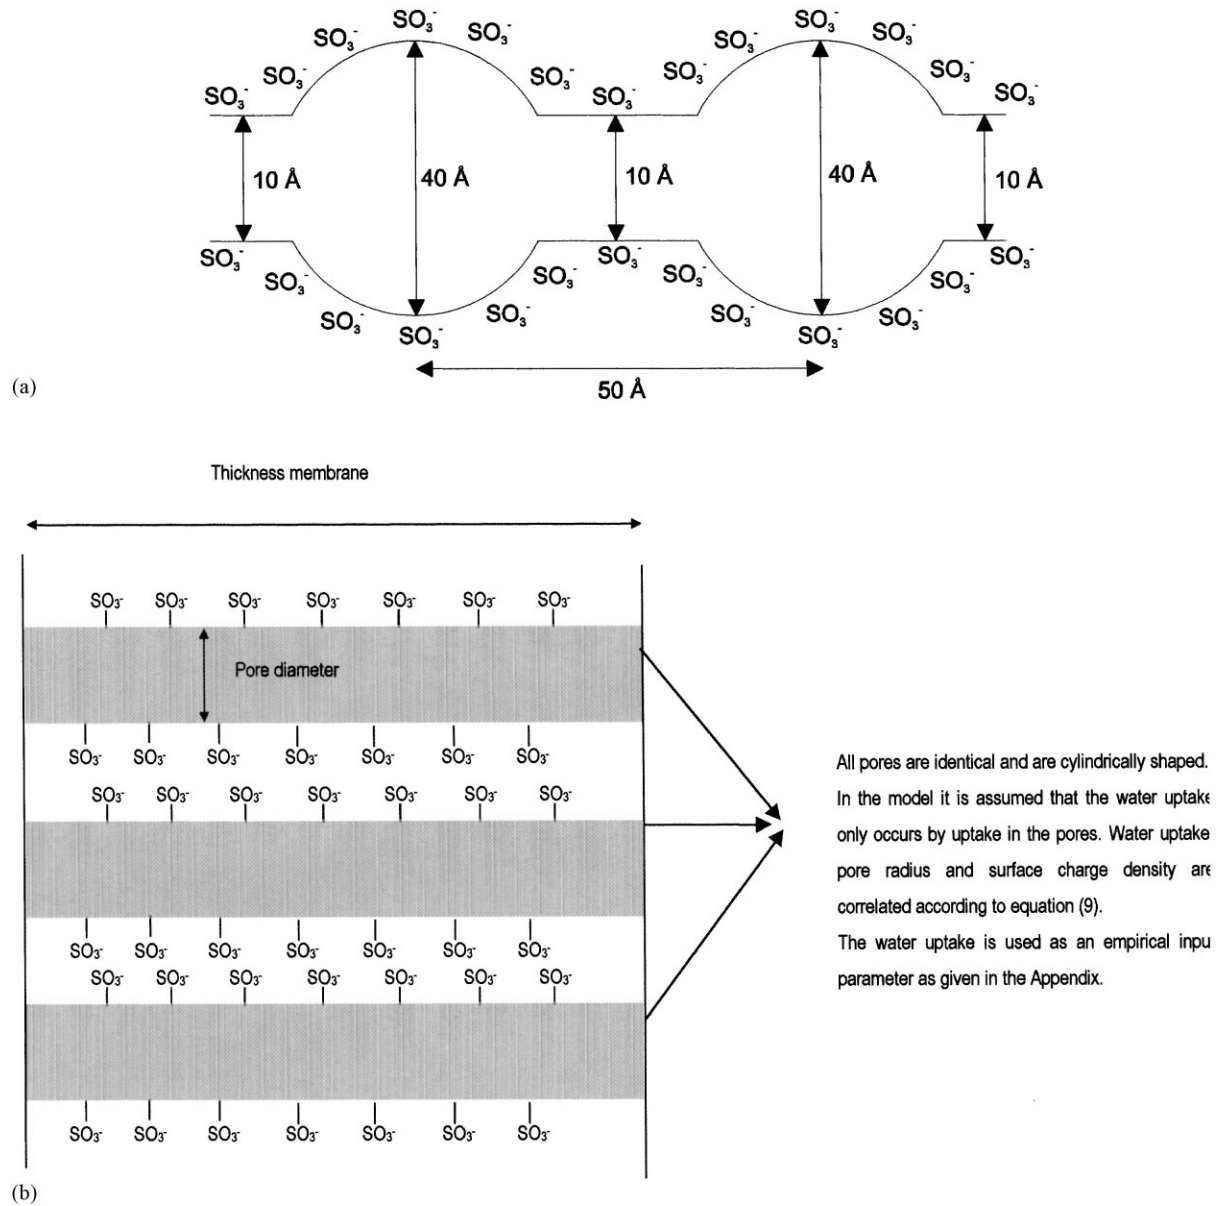 SO₃⁻ SO₃⁻
SO₃⁻ SO₃⁻ SO₃⁻ SO₃⁻
SO₃⁻ SO₃⁻ SO₃⁻ SO₃⁻
SO₃⁻ SO₃⁻ SO₃⁻
10 Å 40 Å 10 Å 40 Å 10 Å
SO₃⁻ SO₃⁻ SO₃⁻
SO₃⁻ SO₃⁻ SO₃⁻ SO₃⁻
SO₃⁻ SO₃⁻ SO₃⁻ SO₃⁻
SO₃⁻ SO₃⁻
50 Å
(a)
Thickness membrane
SO₃- SO₃- SO₃- SO₃- SO₃- SO₃- SO₃-
Pore diameter
SO₃- SO₃- SO₃- SO₃- SO₃- SO₃- SO₃-
SO₃- SO₃- SO₃- SO₃- SO₃- SO₃- SO₃-
SO₃- SO₃- SO₃- SO₃- SO₃- SO₃- SO₃-
SO₃- SO₃- SO₃- SO₃- SO₃- SO₃- SO₃-
SO₃- SO₃- SO₃- SO₃- SO₃- SO₃- SO₃-
All pores are identical and are cylindrically shaped.
In the model it is assumed that the water uptake
only occurs by uptake in the pores. Water uptake
pore radius and surface charge density are
correlated according to equation (9).
The water uptake is used as an empirical inpu
parameter as given in the Appendix.
(b)